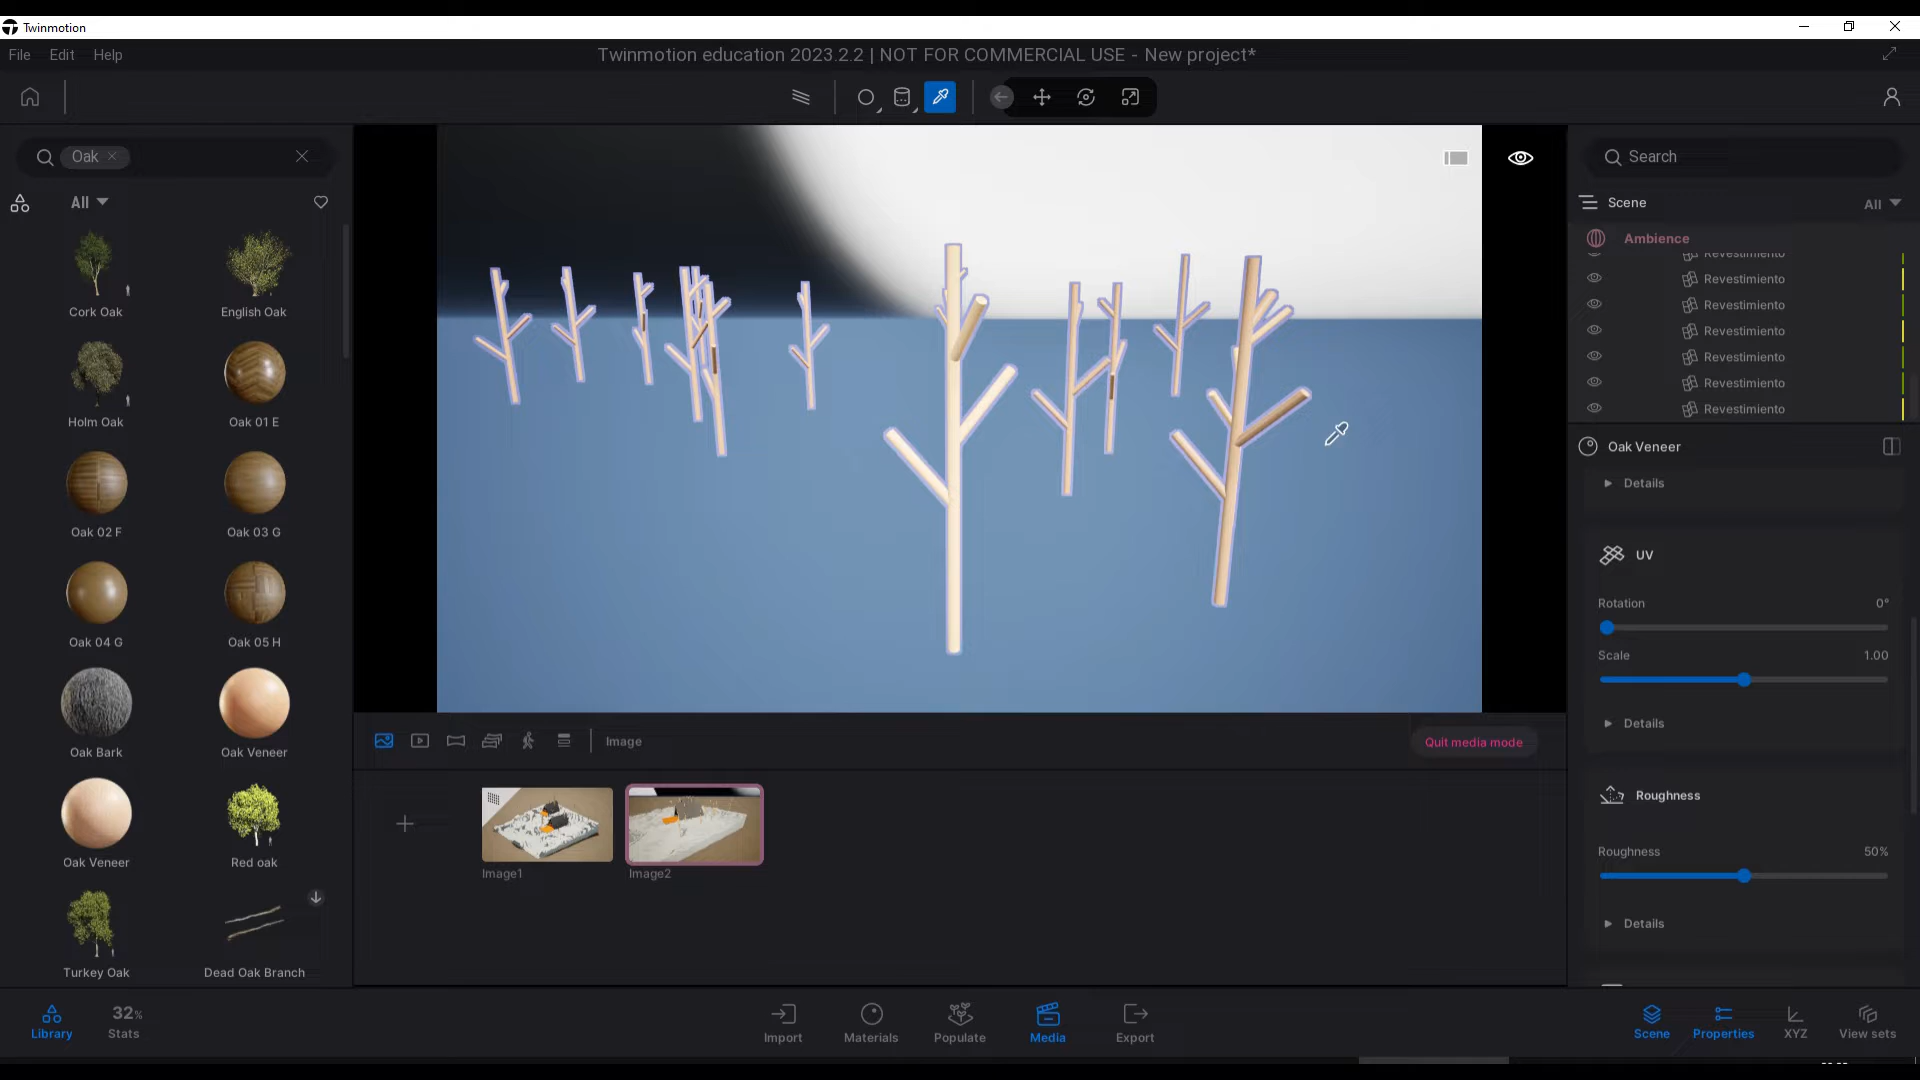 Twinmotion
File Edit Help
Twinmotion education 2023.2.2 | NOT FOR COMMERCIAL USE - New project*
Oak
All
Cork Oak
English Oak
Holm Oak
Oak 01 E
Oak 02 F
Oak 03 G
Oak 04 G
Oak 05 H
Oak Bark
Oak Veneer
Oak Veneer
Red oak
Turkey Oak
Dead Oak Branch
Image
Quit media mode
Image1
Image2
Search
Scene
All
Ambience
Revestimiento
Revestimiento
Revestimiento
Revestimiento
Revestimiento
Revestimiento
Revestimiento
Oak Veneer
Details
UV
Rotation 0°
Scale 1.00
Details
Roughness
Roughness 50%
Details
Library
32%
Stats
Import
Materials
Populate
Media
Export
Scene
Properties
XYZ
View sets